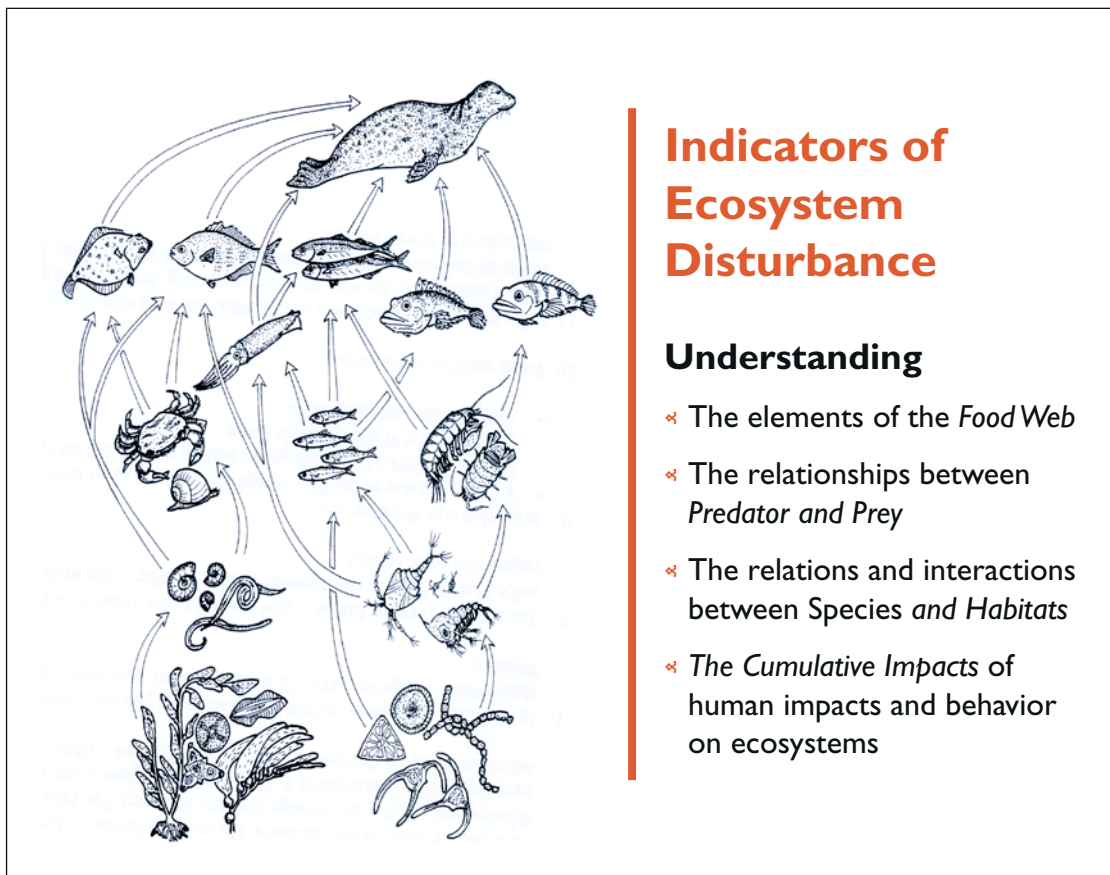 Indicators of
Ecosystem
Disturbance
Understanding
The elements of the Food Web
The relationships between
Predator and Prey
The relations and interactions
between Species and Habitats
The Cumulative Impacts of
human impacts and behavior
on ecosystems